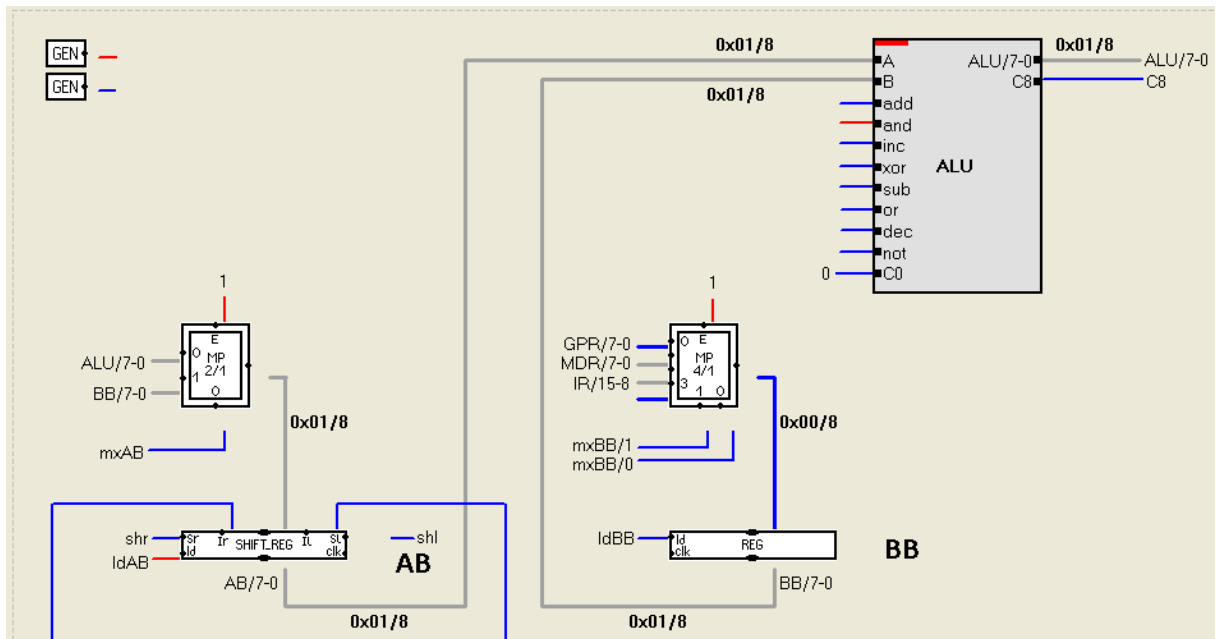 GEN
GEN
0x01/8
0x01/8
0x01/8
A
B
add
and
inc
xor
sub
or
dec
not
C0
0
ALU
ALU/7-0
C8
ALU/7-0
C8
1
E
0
1
MP
2/1
0
ALU/7-0
BB/7-0
mxAB
0x01/8
1
E
0
3
MP
4/1
1 0
GPR/7-0
MDR/7-0
IR/15-8
mxBB/1
mxBB/0
0x00/8
shr
ldAB
sr
ld
Ir
SHIFT_REG
Il
sl
clk
shl
AB
AB/7-0
0x01/8
ldBB
ld
clk
REG
BB
BB/7-0
0x01/8